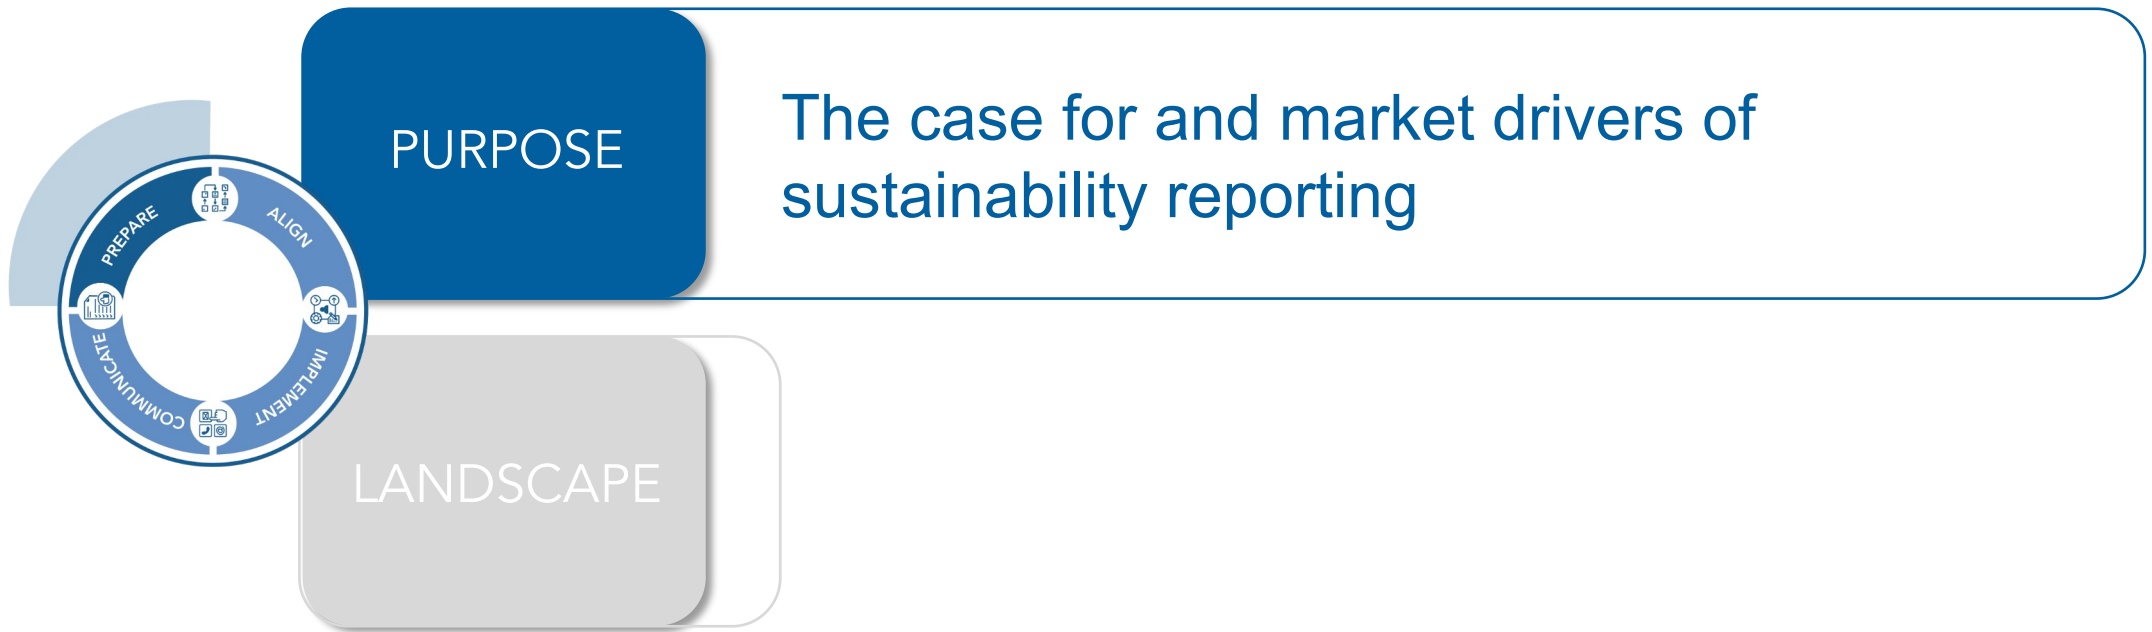 PURPOSE
The case for and market drivers of
sustainability reporting
PREPARE
ALIGN
IMPLEMENT
COMMUNICATE
LANDSCAPE